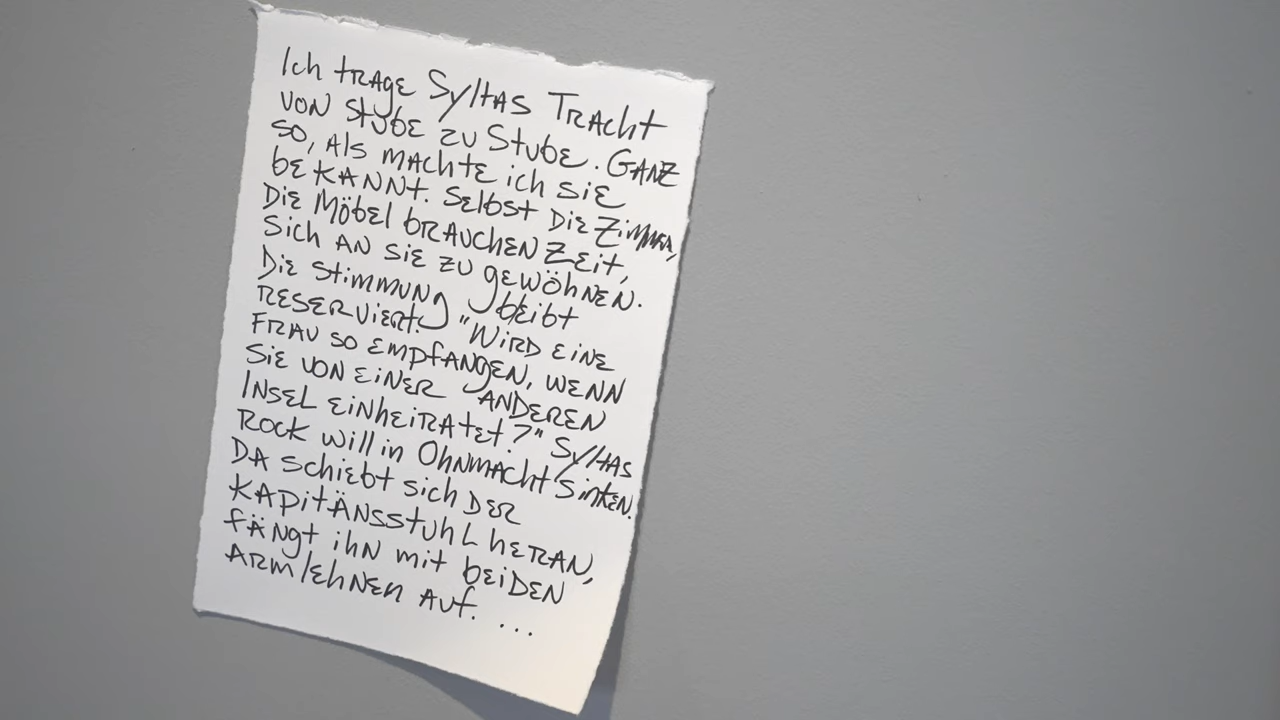 Ich trage Syltas Tracht
von Stube zu Stube. Ganz
so, als machte ich sie
bekannt. Selbst die Zimmer,
die Möbel brauchen Zeit,
sich an sie zu gewöhnen.
Die Stimmung bleibt
reserviert. "Wird eine
Frau so empfangen, wenn
sie von einer anderen
Insel einheiratet?" Syltas
Rock will in Ohnmacht sinken.
Da schiebt sich der
Kapitänsstuhl heran,
fängt ihn mit beiden
Armlehnen auf. ...